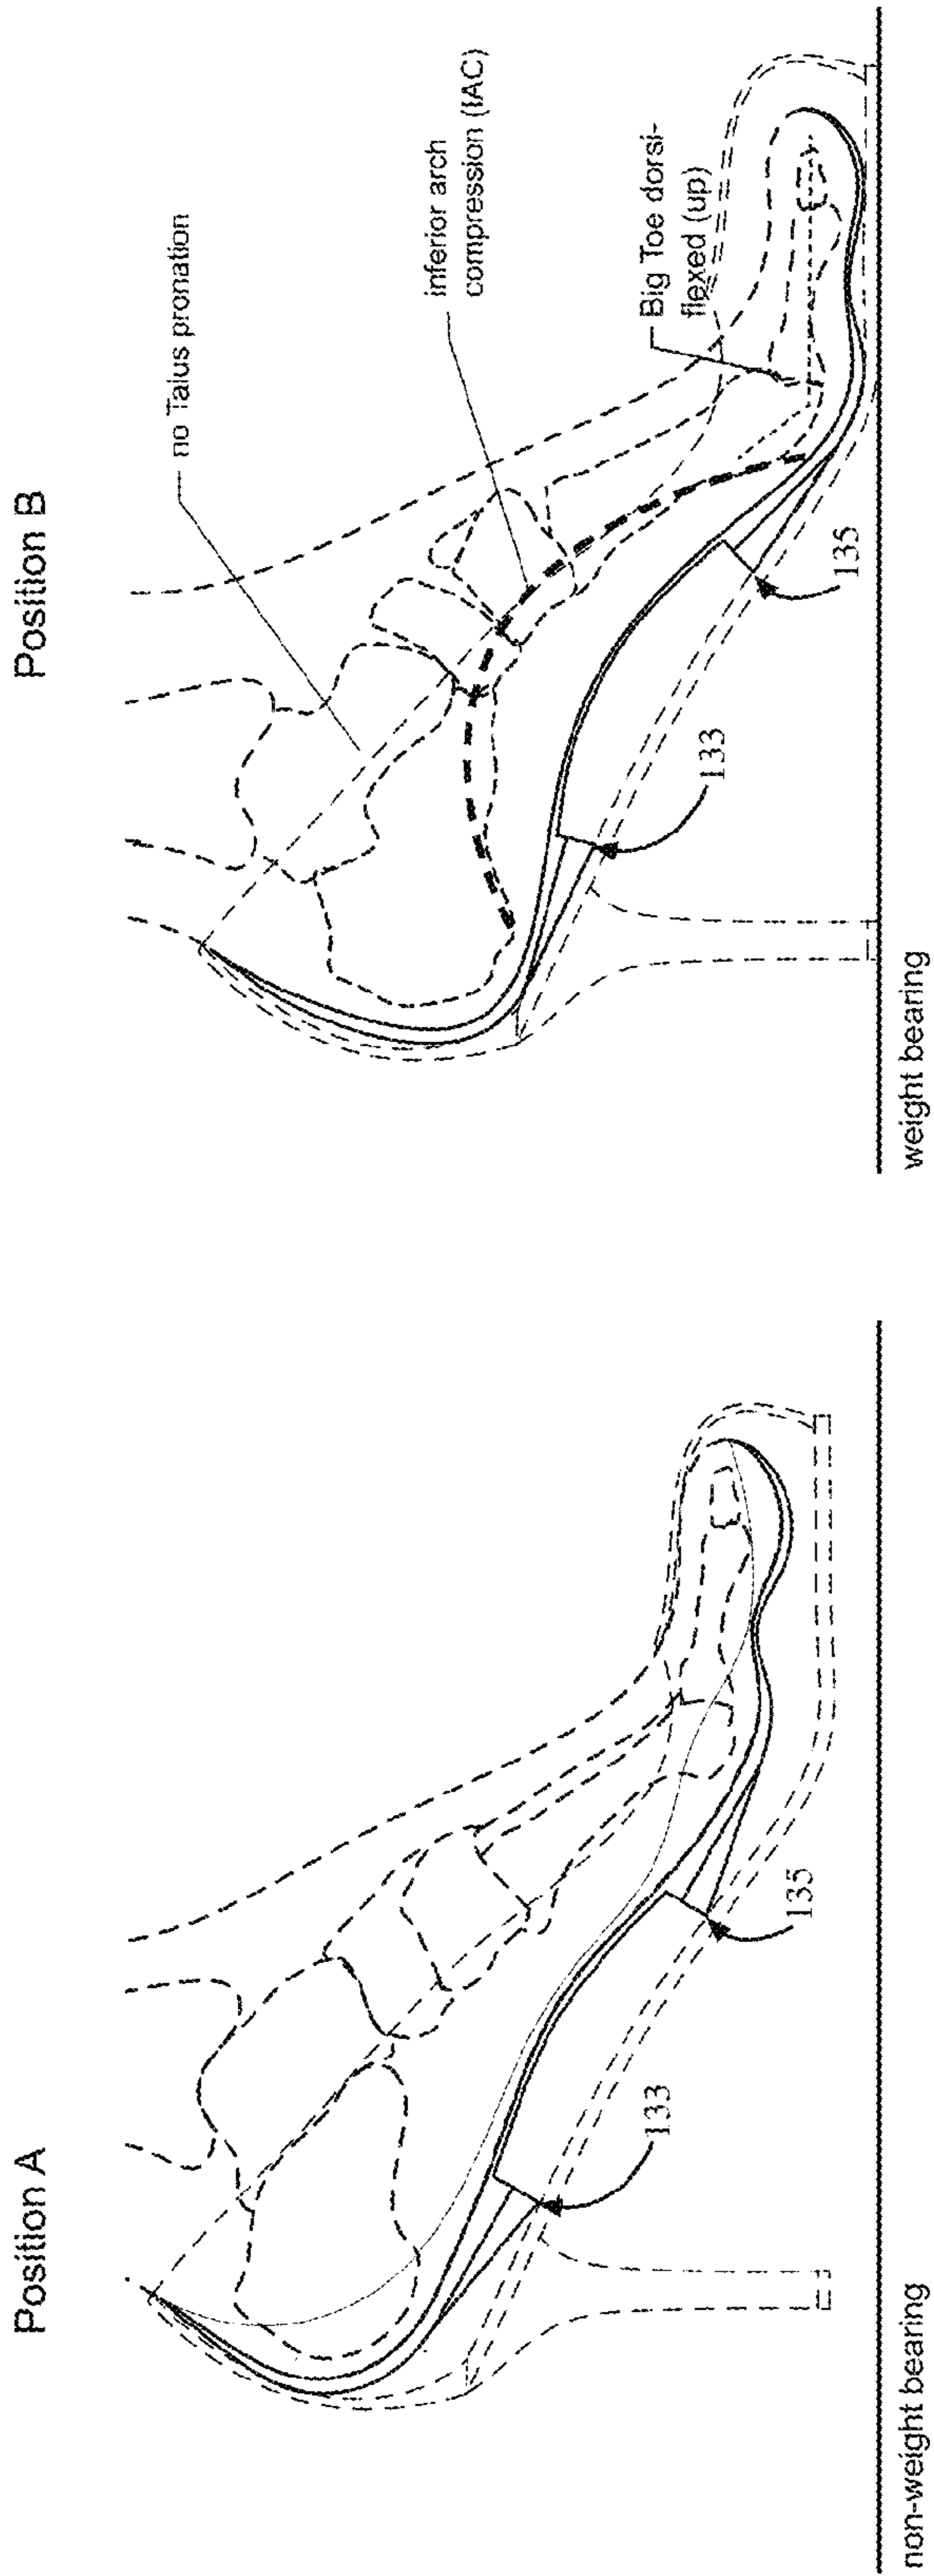 Position A
133
135
non-weight bearing
Position B
no Talus pronation
inferior arch
compression (IAC)
Big Toe dorsi-
flexed (up)
133
135
weight bearing